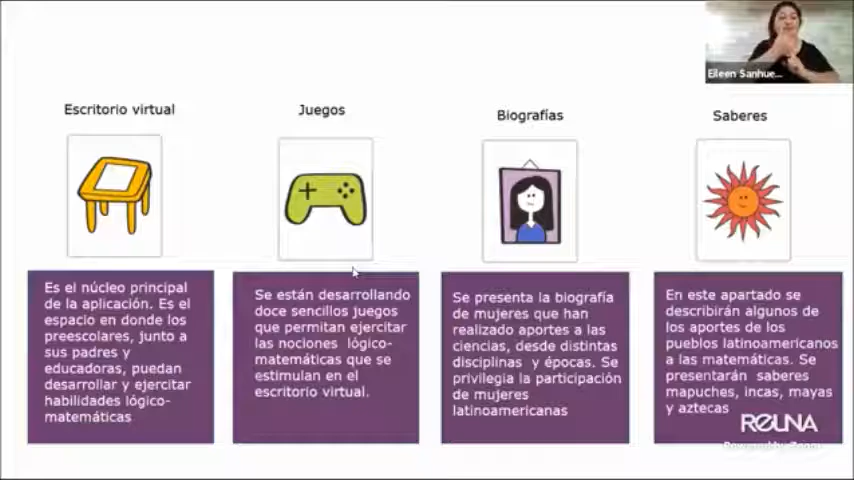 Eileen Sanhue...
Escritorio virtual
Juegos
Biografías
Saberes
Es el núcleo principal
de la aplicación. Es el
espacio en donde los
preescolares, junto a
sus padres y
educadoras, puedan
desarrollar y ejercitar
habilidades lógico-
matemáticas
Se están desarrollando
doce sencillos juegos
que permitan ejercitar
las nociones lógico-
matemáticas que se
estimulan en el
escritorio virtual.
Se presenta la biografía
de mujeres que han
realizado aportes a las
ciencias, desde distintas
disciplinas y épocas. Se
privilegia la participación
de mujeres
latinoamericanas
En este apartado se
describirán algunos de
los aportes de los
pueblos latinoamericanos
a las matemáticas. Se
presentarán saberes
mapuches, incas, mayas
y aztecas
REUNA
Powered by Zoom